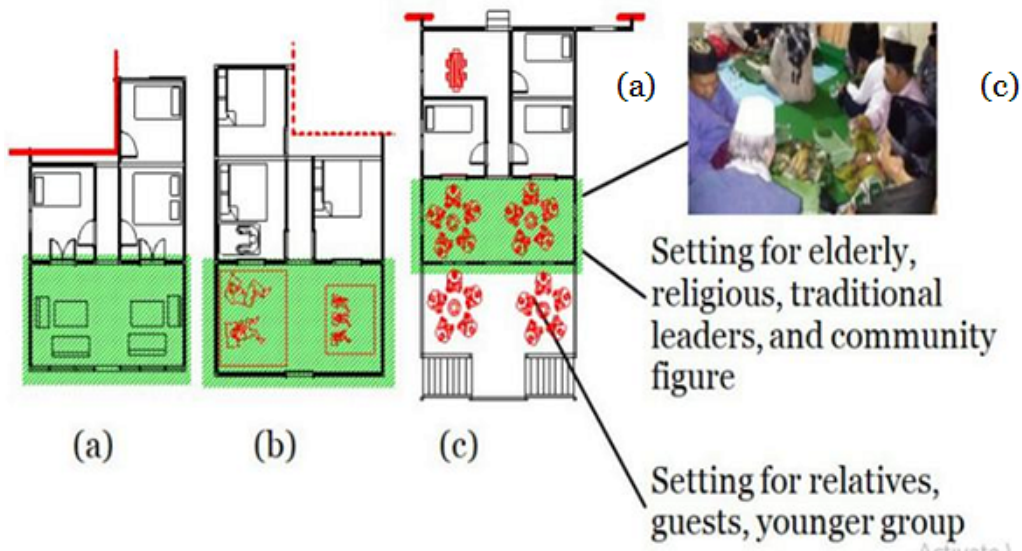 (a)
(c)
Setting for elderly,
religious, traditional
leaders, and community
figure
(a)
(b)
(c)
Setting for relatives,
guests, younger group